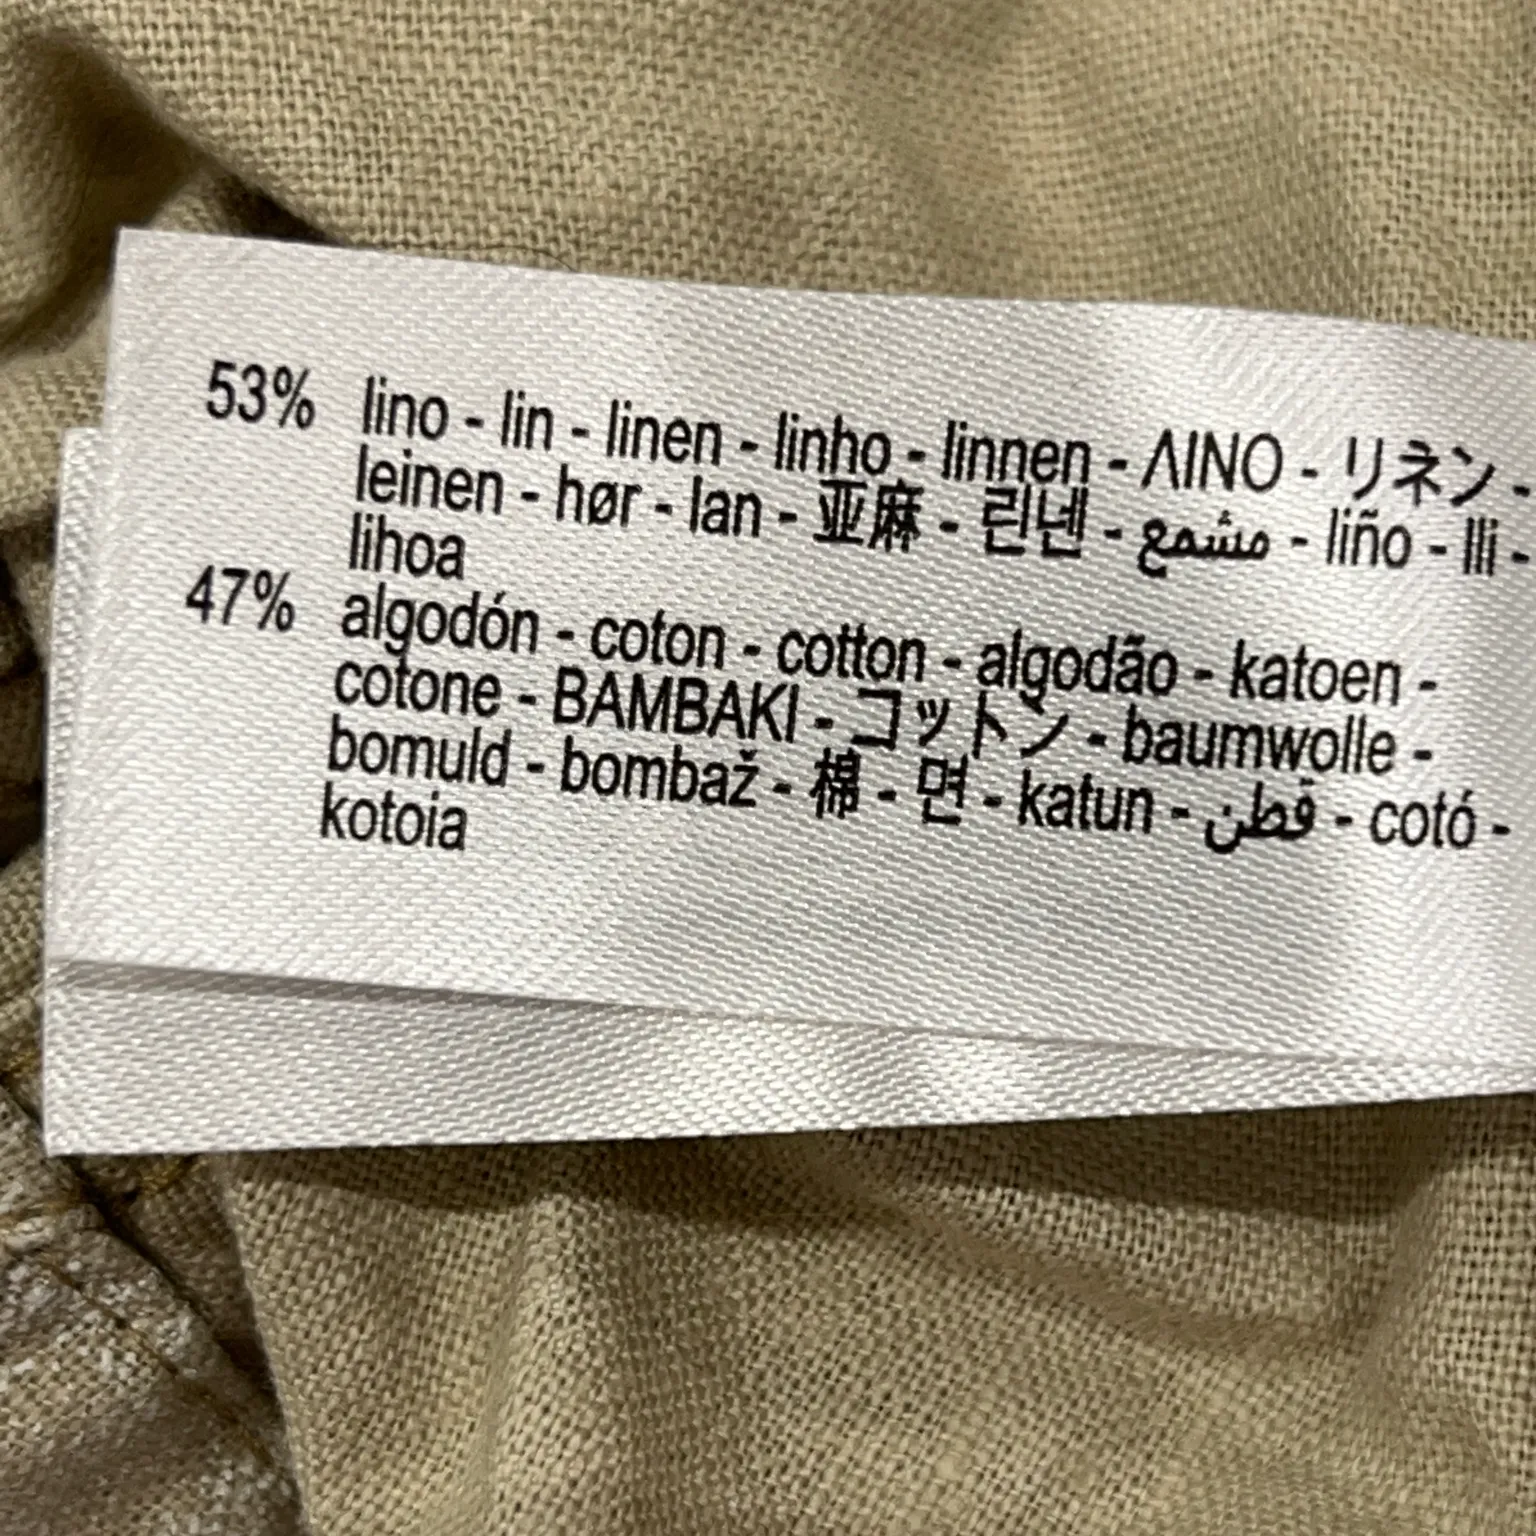 53% lino - lin - linen - linho - linnen - ΛΙΝΟ - リネン -
leinen - hør - lan - 亚麻 - 린넨 - مشمع - liño - lli -
lihoa
47% algodón - coton - cotton - algodão - katoen -
cotone - BAMBAKI - コットン - baumwolle -
bomuld - bombaž - 棉 - 면 - katun - قطن - cotó -
kotoia